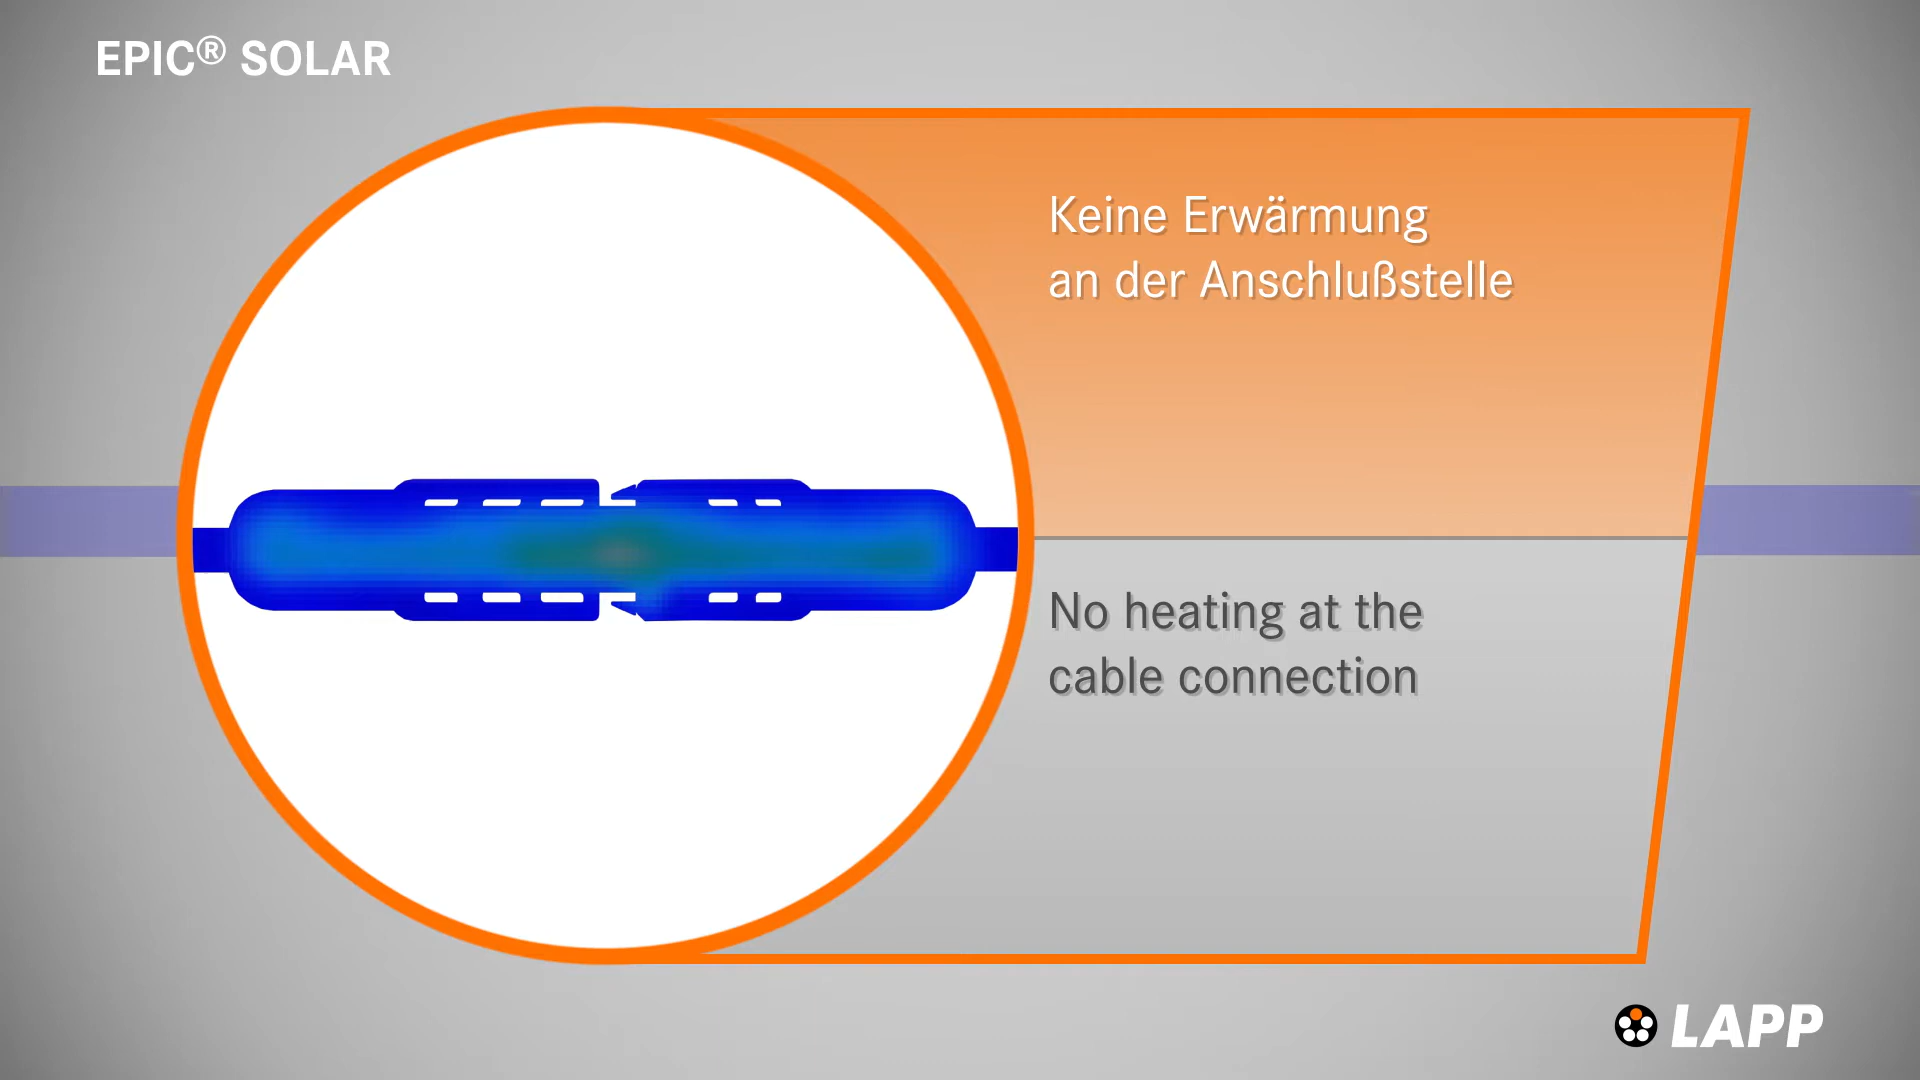 EPIC® SOLAR
Keine Erwärmung
an der Anschlußstelle
No heating at the
cable connection
LAPP